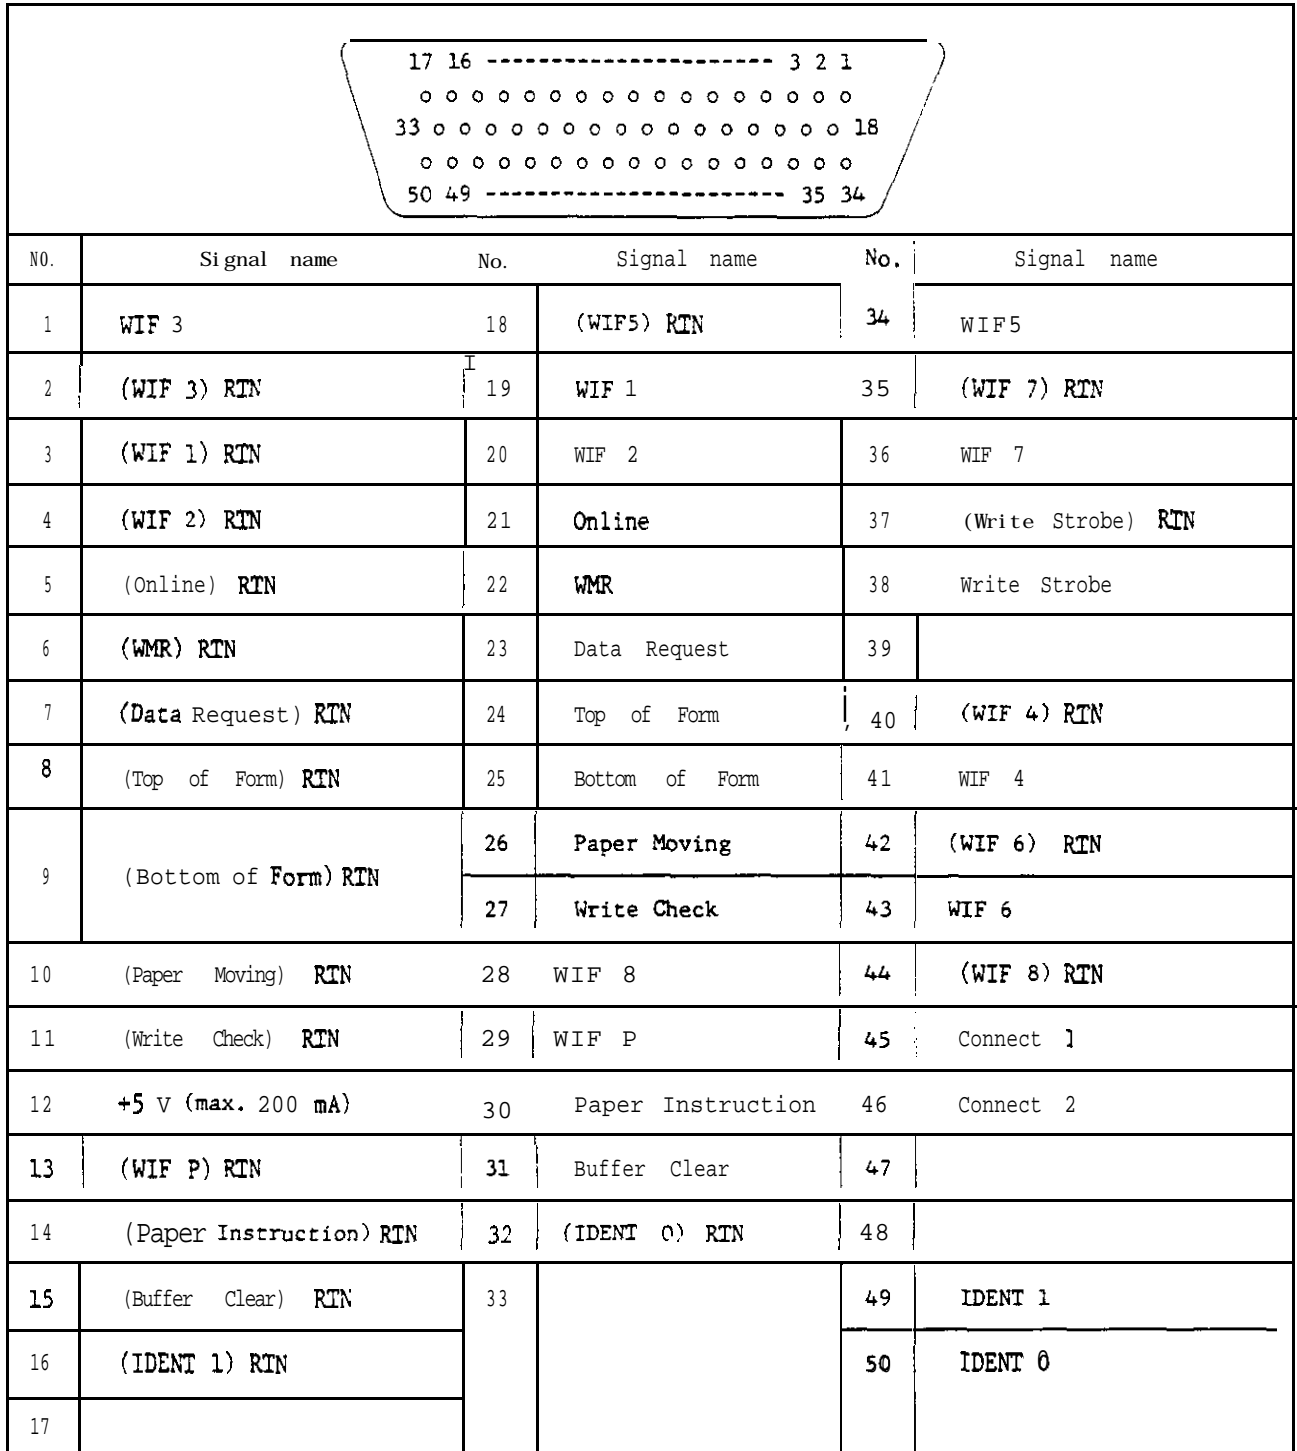 17 16 ----------------------- 3 2 1
33 18
50 49 ------------------------ 35 34
N0. Signal name No. Signal name No. Signal name
1 WIF 3 18 (WIF5) RTN 34 WIF5
2 (WIF 3) RTN 19 WIF 1 35 (WIF 7) RTN
3 (WIF 1) RTN 20 WIF 2 36 WIF 7
4 (WIF 2) RTN 21 Online 37 (Write Strobe) RTN
5 (Online) RTN 22 WMR 38 Write Strobe
6 (WMR) RTN 23 Data Request 39
7 (Data Request) RTN 24 Top of Form 40 (WIF 4) RTN
8 (Top of Form) RTN 25 Bottom of Form 41 WIF 4
9 (Bottom of Form) RTN 26 Paper Moving 42 (WIF 6) RTN
27 Write Check 43 WIF 6
10 (Paper Moving) RTN 28 WIF 8 44 (WIF 8) RTN
11 (Write Check) RTN 29 WIF P 45 Connect 1
12 +5 V (max. 200 mA) 30 Paper Instruction 46 Connect 2
13 (WIF P) RTN 31 Buffer Clear 47
14 (Paper Instruction) RTN 32 (IDENT 0) RTN 48
15 (Buffer Clear) RTN 33 49 IDENT 1
16 (IDENT 1) RTN 50 IDENT 0
17